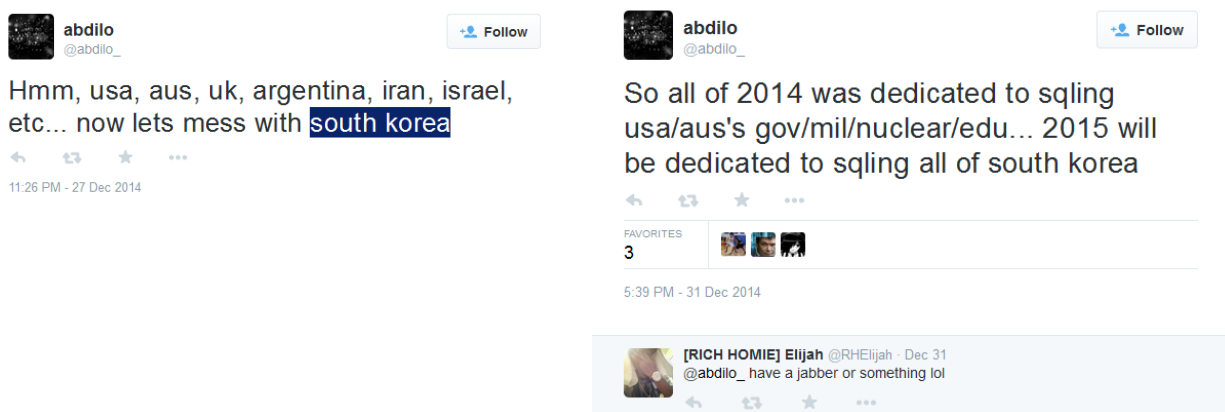 abdilo
@abdilo_
Follow
Hmm, usa, aus, uk, argentina, iran, israel,
etc... now lets mess with south korea
11:26 PM - 27 Dec 2014
abdilo
@abdilo_
Follow
So all of 2014 was dedicated to sqling
usa/aus's gov/mil/nuclear/edu... 2015 will
be dedicated to sqling all of south korea
FAVORITES
3
5:39 PM - 31 Dec 2014
[RICH HOMIE] Elijah @RHElijah · Dec 31
@abdilo_ have a jabber or something lol